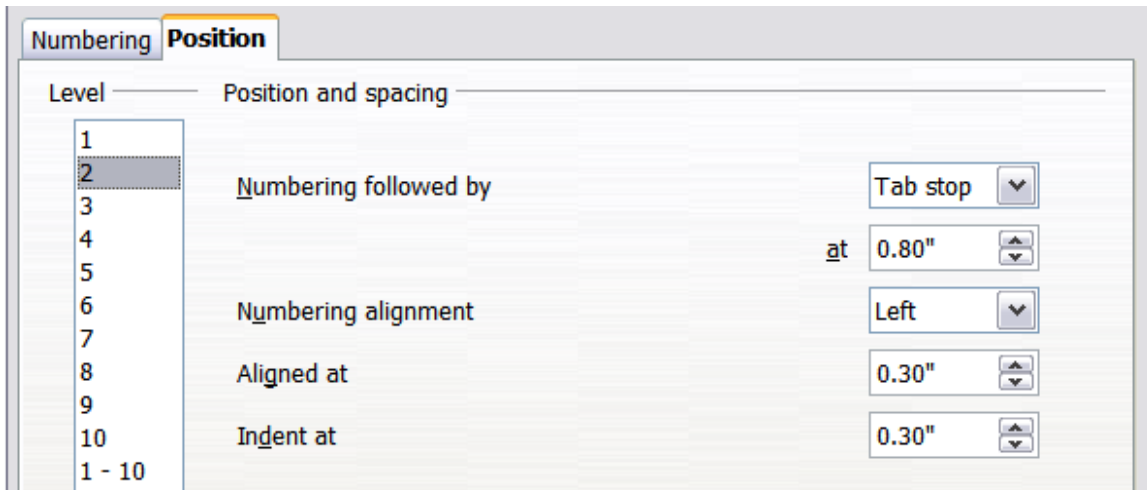 Numbering Position
Level Position and spacing
1
2
Numbering followed by Tab stop
3
4
at 0.80"
5
6
Numbering alignment Left
7
8
Aligned at 0.30"
9
10
Indent at 0.30"
1 - 10